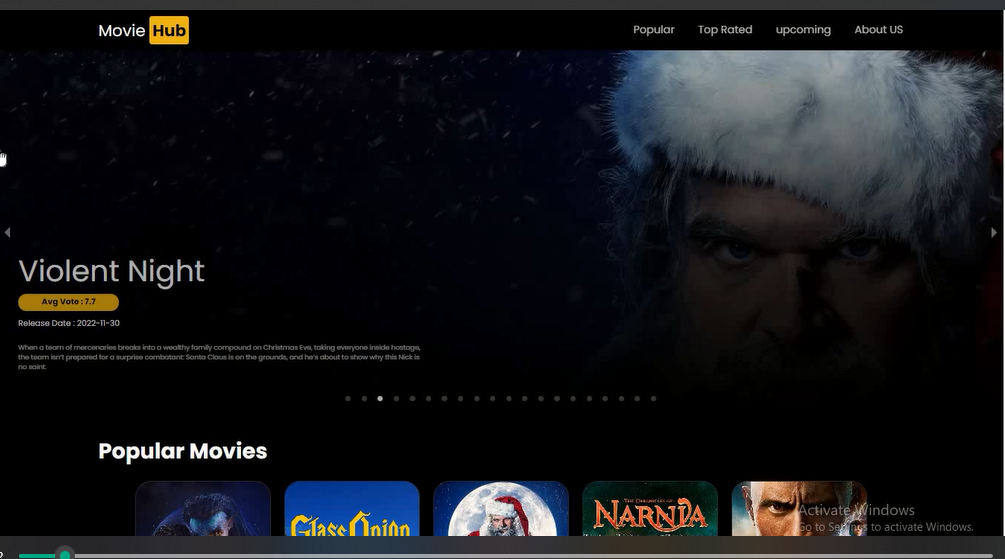 Movie Hub
Popular Top Rated upcoming About US
Violent Night
Avg Vote : 7.7
Release Date : 2022-11-30
When a team of mercenaries breaks into a wealthy family compound on Christmas Eve, taking everyone inside hostage,
the team isn't prepared for a surprise combatant: Santa Claus is on the grounds, and he's about to show why this Nick is
no saint.
Popular Movies
Glass Onion
THE CHRONICLES OF
NARNIA
Activate Windows
Go to Settings to activate Windows.